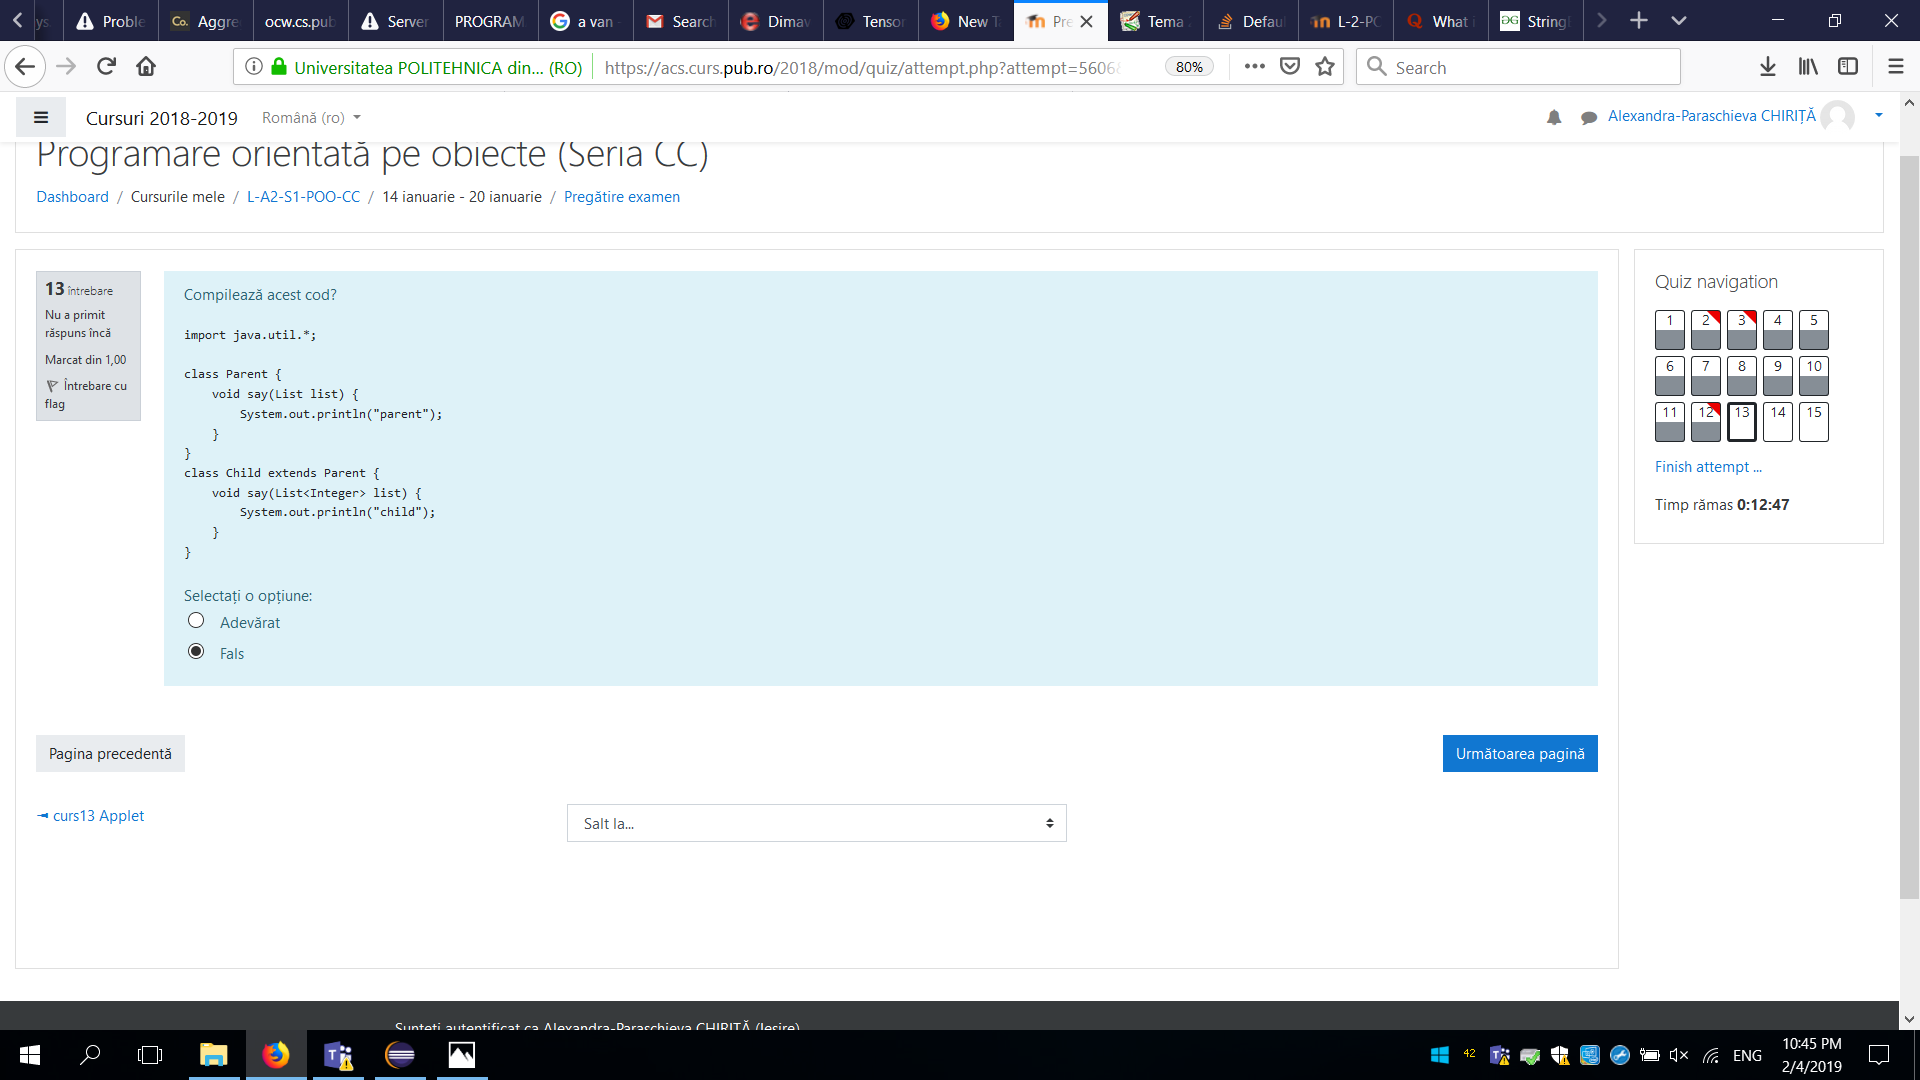 ys
Proble
Co. Aggre
ocw.cs.pub
Server
PROGRAM
a van
Search
Dimav
Tensor
New T
Pre
Tema
Defau
L-2-PC
What i
String
Universitatea POLITEHNICA din... (RO)
https://acs.curs.pub.ro/2018/mod/quiz/attempt.php?attempt=5606
80%
Search
Cursuri 2018-2019
Română (ro)
Alexandra-Paraschieva CHIRIȚĂ
Programare orientată pe obiecte (Seria CC)
Dashboard / Cursurile mele / L-A2-S1-POO-CC / 14 ianuarie - 20 ianuarie / Pregătire examen
13 întrebare
Nu a primit
răspuns încă
Marcat din 1,00
Întrebare cu
flag
Compilează acest cod?
import java.util.*;
class Parent {
void say(List list) {
System.out.println("parent");
}
}
class Child extends Parent {
void say(List<Integer> list) {
System.out.println("child");
}
}
Selectați o opțiune:
Adevărat
Fals
Pagina precedentă
Următoarea pagină
◄ curs13 Applet
Salt la...
Quiz navigation
1 2 3 4 5
6 7 8 9 10
11 12 13 14 15
Finish attempt ...
Timp rămas 0:12:47
Sunteți autentificat ca Alexandra-Paraschieva CHIRIȚĂ (Ieșire)
42
ENG
10:45 PM
2/4/2019